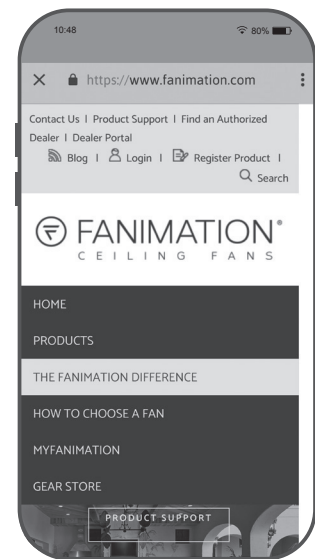 10:48 80%
https://www.fanimation.com
Contact Us | Product Support | Find an Authorized
Dealer | Dealer Portal
Blog | Login | Register Product |
Search
FANIMATION®
CEILING FANS
HOME
PRODUCTS
THE FANIMATION DIFFERENCE
HOW TO CHOOSE A FAN
MYFANIMATION
GEAR STORE
PRODUCT SUPPORT